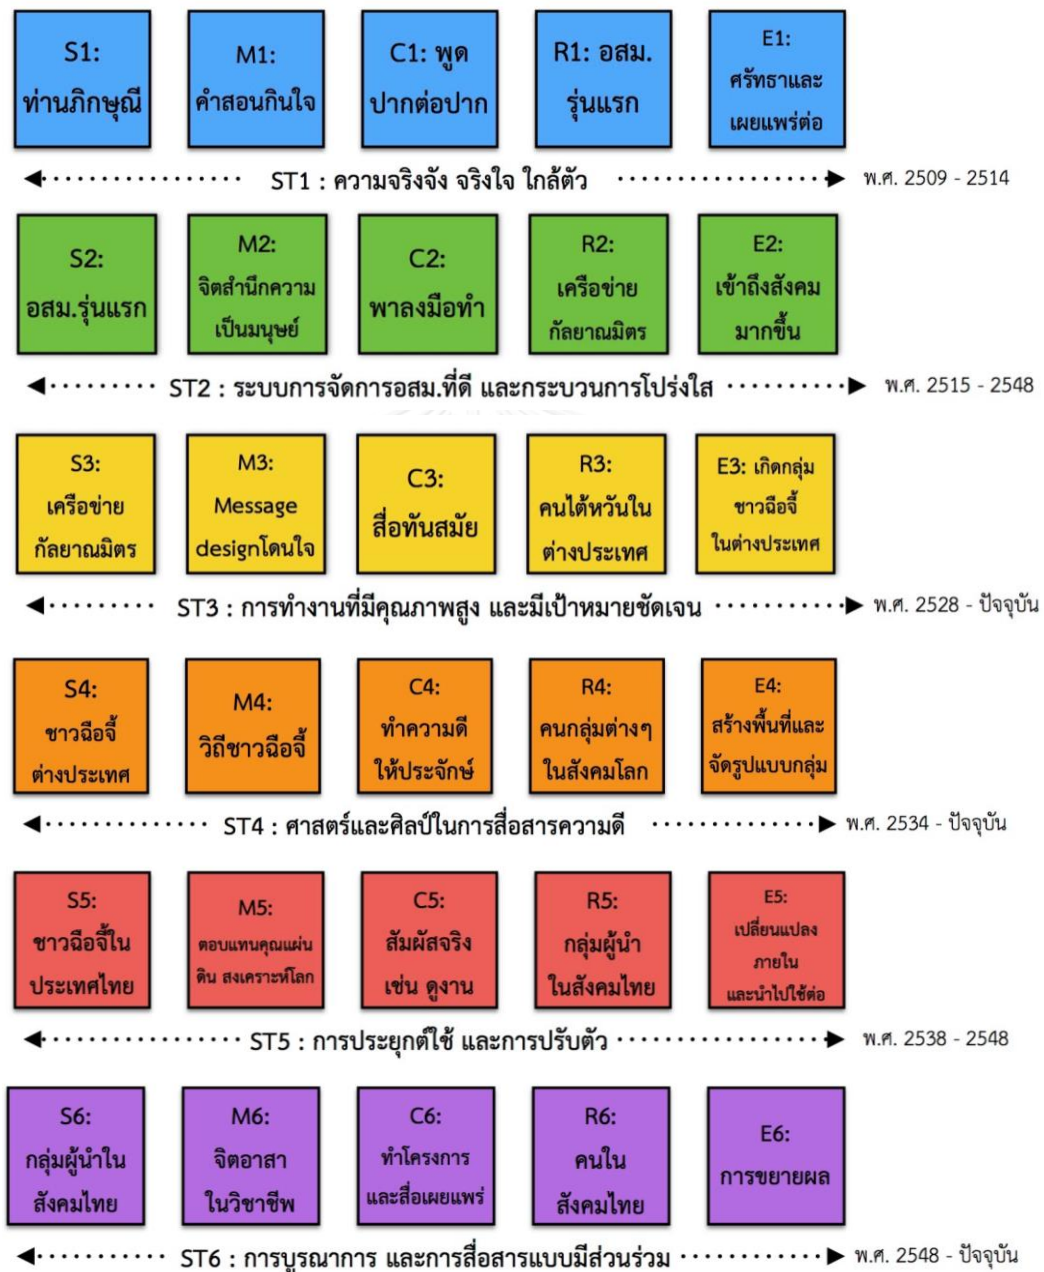 S1:
ท่านภิกษุณี
M1:
คำสอนกินใจ
C1: พูด
ปากต่อปาก
R1: อสม.
รุ่นแรก
E1:
ศรัทธาและ
เผยแพร่ต่อ
ST1 : ความจริงจัง จริงใจ ใกล้ตัว
พ.ศ. 2509 - 2514
S2:
อสม.รุ่นแรก
M2:
จิตสำนึกความ
เป็นมนุษย์
C2:
พาลงมือทำ
R2:
เครือข่าย
กัลยาณมิตร
E2:
เข้าถึงสังคม
มากขึ้น
ST2 : ระบบการจัดการอสม.ที่ดี และกระบวนการโปร่งใส
พ.ศ. 2515 - 2548
S3:
เครือข่าย
กัลยาณมิตร
M3:
Message
designโดนใจ
C3:
สื่อทันสมัย
R3:
คนไต้หวันใน
ต่างประเทศ
E3: เกิดกลุ่ม
ชาวฉือจี้
ในต่างประเทศ
ST3 : การทำงานที่มีคุณภาพสูง และมีเป้าหมายชัดเจน
พ.ศ. 2528 - ปัจจุบัน
S4:
ชาวฉือจี้
ต่างประเทศ
M4:
วิถีชาวฉือจี้
C4:
ทำความดี
ให้ประจักษ์
R4:
คนกลุ่มต่างๆ
ในสังคมโลก
E4:
สร้างพื้นที่และ
จัดรูปแบบกลุ่ม
ST4 : ศาสตร์และศิลป์ในการสื่อสารความดี
พ.ศ. 2534 - ปัจจุบัน
S5:
ชาวฉือจี้ใน
ประเทศไทย
M5:
ตอบแทนคุณแผ่น
ดิน สงเคราะห์โลก
C5:
สัมผัสจริง
เช่น ดูงาน
R5:
กลุ่มผู้นำ
ในสังคมไทย
E5:
เปลี่ยนแปลง
ภายใน
และนำไปใช้ต่อ
ST5 : การประยุกต์ใช้ และการปรับตัว
พ.ศ. 2538 - 2548
S6:
กลุ่มผู้นำใน
สังคมไทย
M6:
จิตอาสา
ในวิชาชีพ
C6:
ทำโครงการ
และสื่อเผยแพร่
R6:
คนใน
สังคมไทย
E6:
การขยายผล
ST6 : การบูรณาการ และการสื่อสารแบบมีส่วนร่วม
พ.ศ. 2548 - ปัจจุบัน